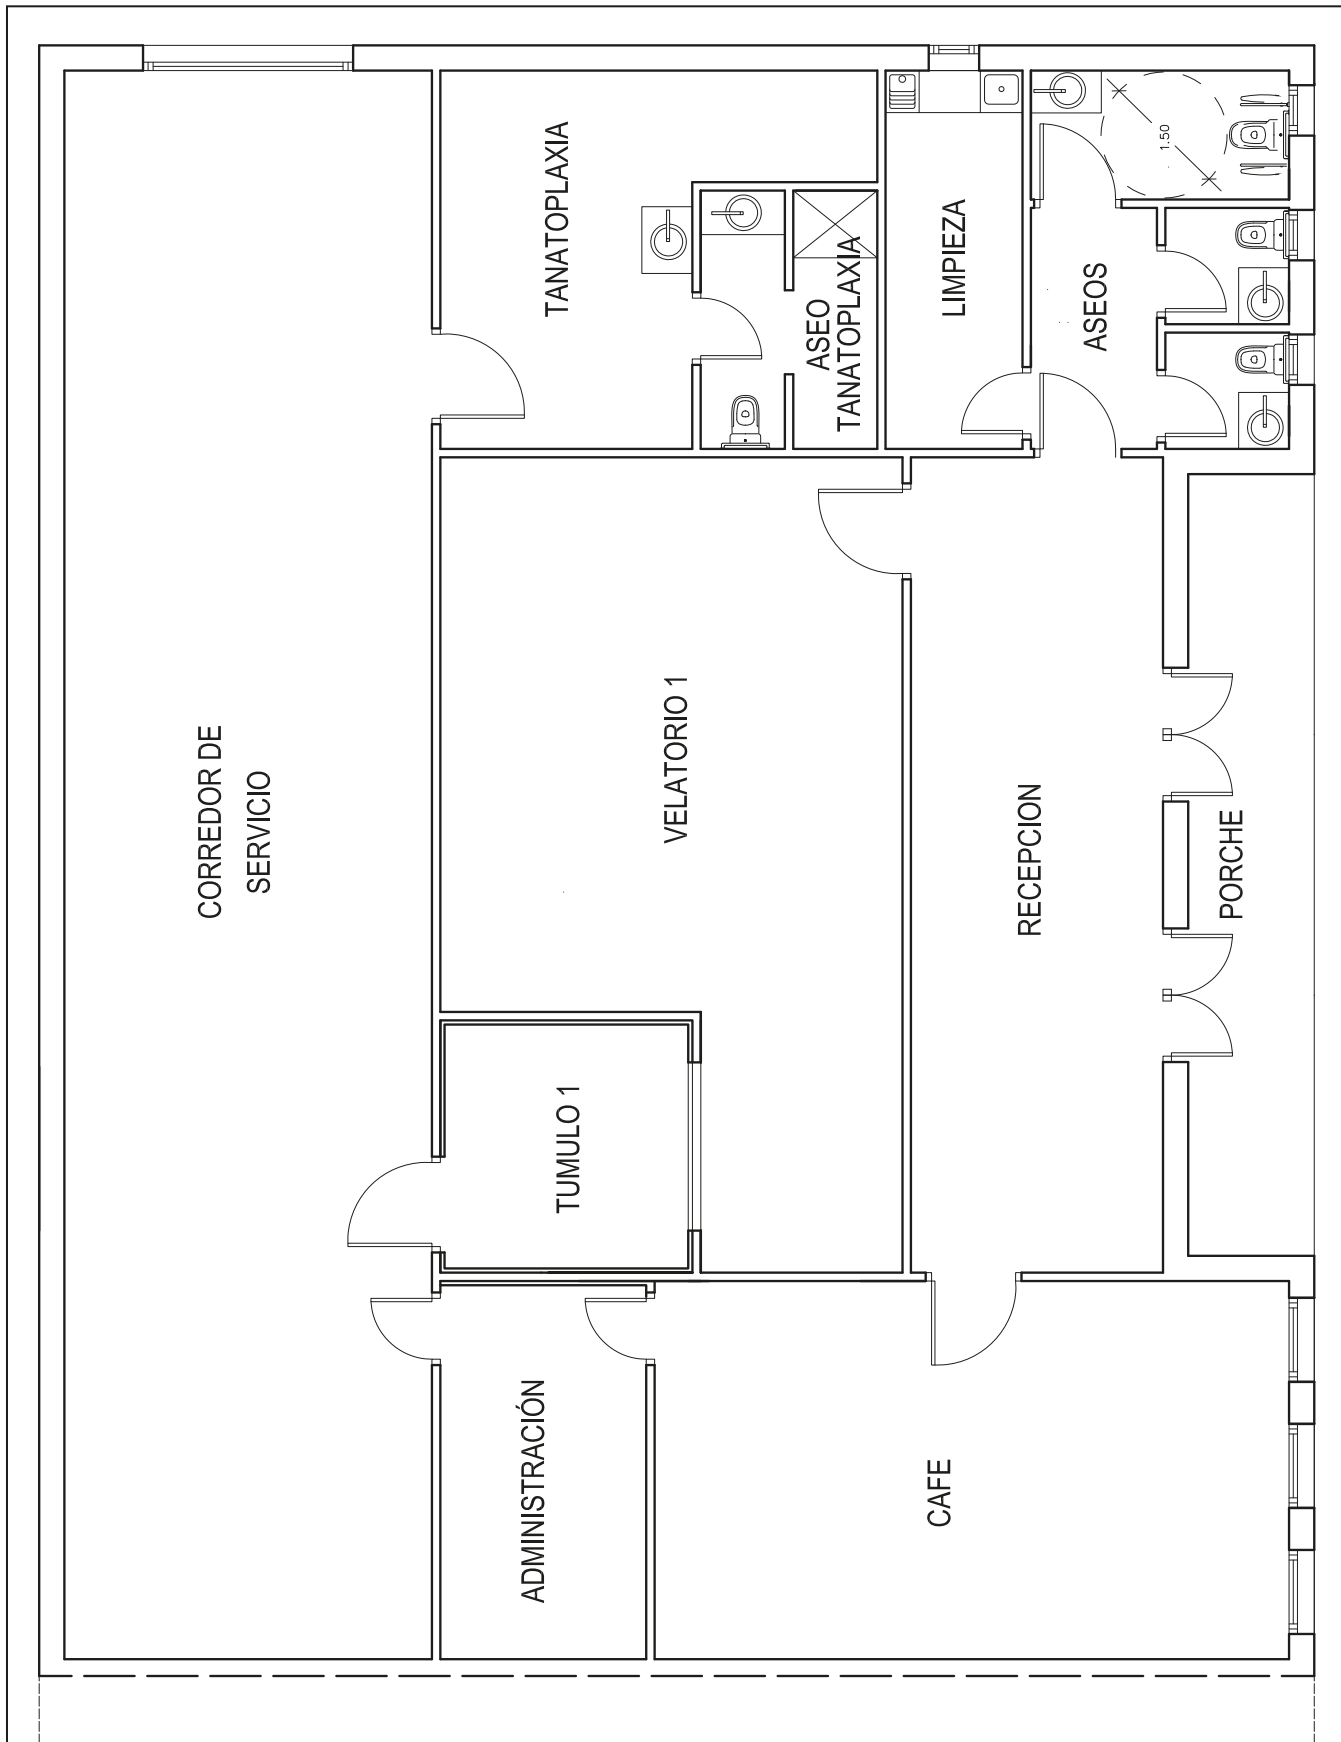 CORREDOR DE
SERVICIO
TANATOPLAXIA
ASEO
TANATOPLAXIA
LIMPIEZA
ASEOS
1.50
VELATORIO 1
RECEPCION
PORCHE
TUMULO 1
ADMINISTRACIÓN
CAFE